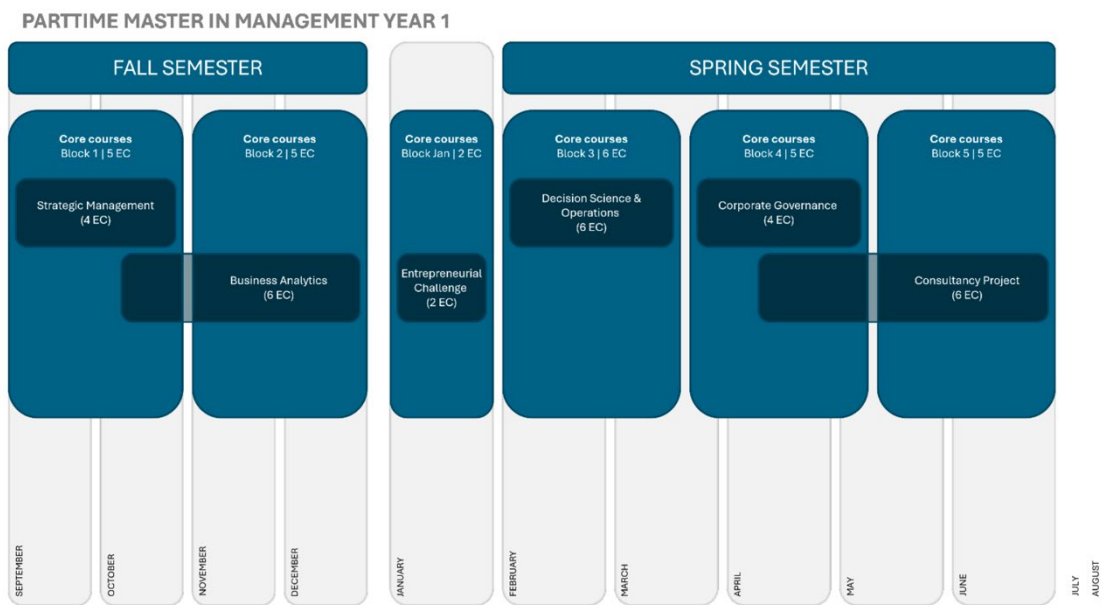 PARTTIME MASTER IN MANAGEMENT YEAR 1
FALL SEMESTER
SPRING SEMESTER
Core courses
Block 1 | 5 EC
Core courses
Block 2 | 5 EC
Core courses
Block Jan | 2 EC
Core courses
Block 3 | 6 EC
Core courses
Block 4 | 5 EC
Core courses
Block 5 | 5 EC
Strategic Management
(4 EC)
Decision Science &
Operations
(6 EC)
Corporate Governance
(4 EC)
Business Analytics
(6 EC)
Entrepreneurial
Challenge
(2 EC)
Consultancy Project
(6 EC)
SEPTEMBER
OCTOBER
NOVEMBER
DECEMBER
JANUARY
FEBRUARY
MARCH
APRIL
MAY
JUNE
JULY
AUGUST